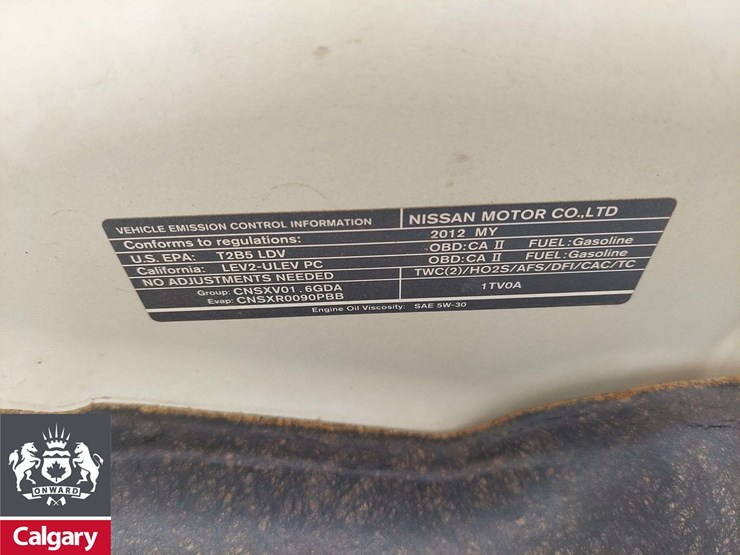 VEHICLE EMISSION CONTROL INFORMATION NISSAN MOTOR CO.,LTD
Conforms to regulations: 2012 MY
U.S. EPA: T2B5 LDV OBD:CA II FUEL:Gasoline
California: LEV2-ULEV PC OBD:CA II FUEL:Gasoline
NO ADJUSTMENTS NEEDED TWC(2)/HO2S/AFS/DFI/CAC/TC
Group: CNSXV01.6GDA 1TV0A
Evap: CNSXR0090PBB
Engine Oil Viscosity: SAE 5W-30
ONWARD
Calgary